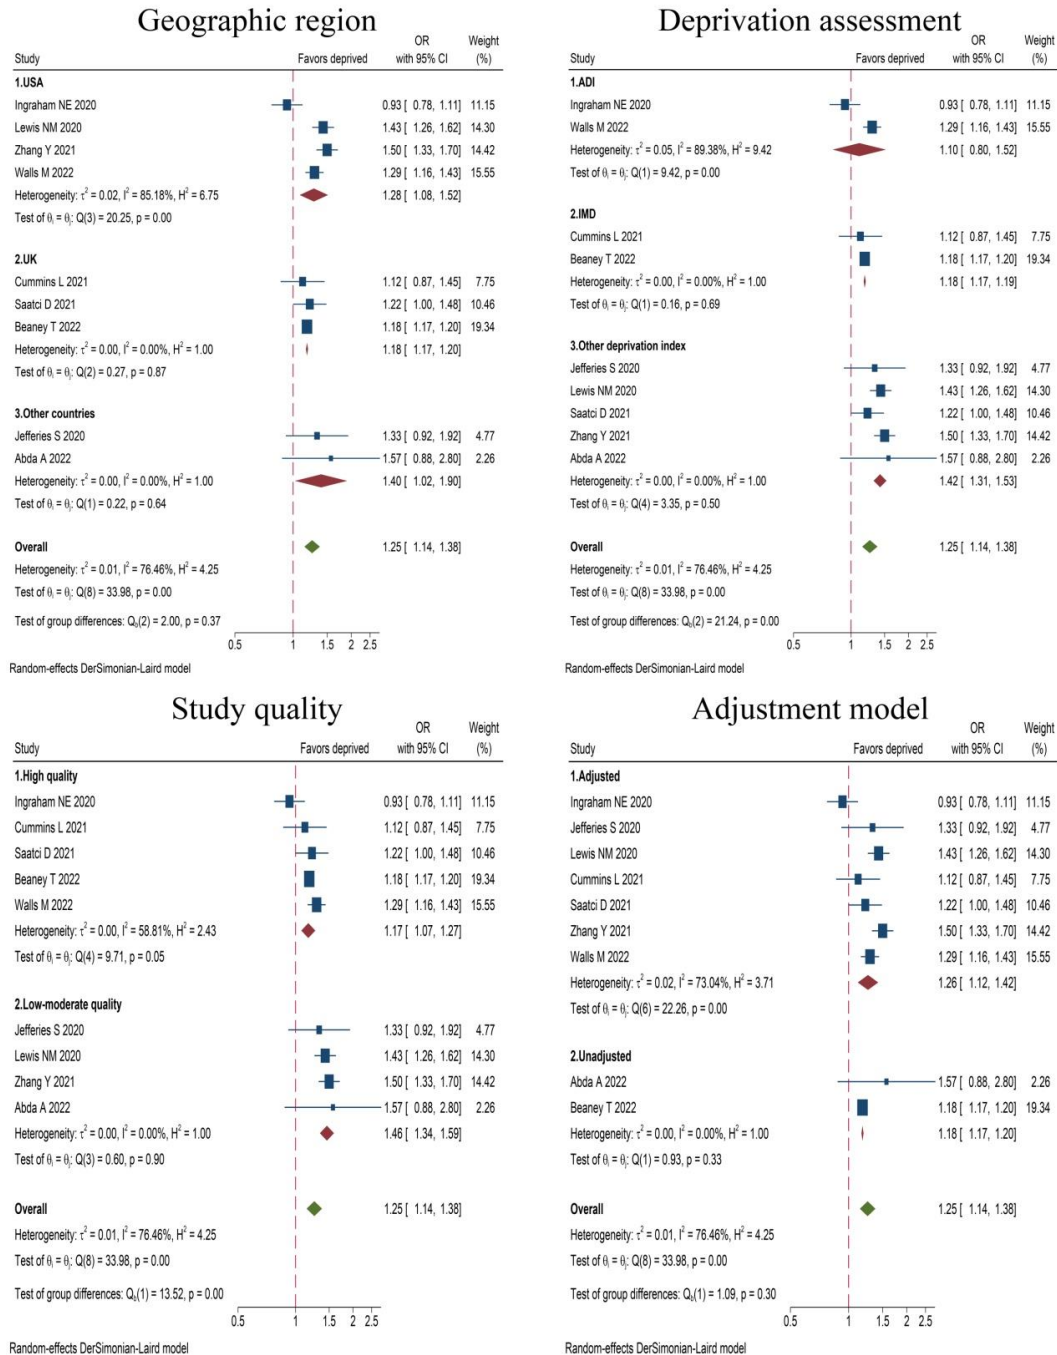 Geographic region
OR Weight
Study Favors deprived with 95% CI (%)
1.USA
Ingraham NE 2020 0.93 [ 0.78, 1.11] 11.15
Lewis NM 2020 1.43 [ 1.26, 1.62] 14.30
Zhang Y 2021 1.50 [ 1.33, 1.70] 14.42
Walls M 2022 1.29 [ 1.16, 1.43] 15.55
Heterogeneity: τ² = 0.02, I² = 85.18%, H² = 6.75 1.28 [ 1.08, 1.52]
Test of θᵢ = θⱼ: Q(3) = 20.25, p = 0.00
2.UK
Cummins L 2021 1.12 [ 0.87, 1.45] 7.75
Saatci D 2021 1.22 [ 1.00, 1.48] 10.46
Beaney T 2022 1.18 [ 1.17, 1.20] 19.34
Heterogeneity: τ² = 0.00, I² = 0.00%, H² = 1.00 1.18 [ 1.17, 1.20]
Test of θᵢ = θⱼ: Q(2) = 0.27, p = 0.87
3.Other countries
Jefferies S 2020 1.33 [ 0.92, 1.92] 4.77
Abda A 2022 1.57 [ 0.88, 2.80] 2.26
Heterogeneity: τ² = 0.00, I² = 0.00%, H² = 1.00 1.40 [ 1.02, 1.90]
Test of θᵢ = θⱼ: Q(1) = 0.22, p = 0.64
Overall 1.25 [ 1.14, 1.38]
Heterogeneity: τ² = 0.01, I² = 76.46%, H² = 4.25
Test of θᵢ = θⱼ: Q(8) = 33.98, p = 0.00
Test of group differences: Qb(2) = 2.00, p = 0.37
0.5 1 1.5 2 2.5
Random-effects DerSimonian-Laird model
Deprivation assessment
OR Weight
Study Favors deprived with 95% CI (%)
1.ADI
Ingraham NE 2020 0.93 [ 0.78, 1.11] 11.15
Walls M 2022 1.29 [ 1.16, 1.43] 15.55
Heterogeneity: τ² = 0.05, I² = 89.38%, H² = 9.42 1.10 [ 0.80, 1.52]
Test of θᵢ = θⱼ: Q(1) = 9.42, p = 0.00
2.IMD
Cummins L 2021 1.12 [ 0.87, 1.45] 7.75
Beaney T 2022 1.18 [ 1.17, 1.20] 19.34
Heterogeneity: τ² = 0.00, I² = 0.00%, H² = 1.00 1.18 [ 1.17, 1.19]
Test of θᵢ = θⱼ: Q(1) = 0.16, p = 0.69
3.Other deprivation index
Jefferies S 2020 1.33 [ 0.92, 1.92] 4.77
Lewis NM 2020 1.43 [ 1.26, 1.62] 14.30
Saatci D 2021 1.22 [ 1.00, 1.48] 10.46
Zhang Y 2021 1.50 [ 1.33, 1.70] 14.42
Abda A 2022 1.57 [ 0.88, 2.80] 2.26
Heterogeneity: τ² = 0.00, I² = 0.00%, H² = 1.00 1.42 [ 1.31, 1.53]
Test of θᵢ = θⱼ: Q(4) = 3.35, p = 0.50
Overall 1.25 [ 1.14, 1.38]
Heterogeneity: τ² = 0.01, I² = 76.46%, H² = 4.25
Test of θᵢ = θⱼ: Q(8) = 33.98, p = 0.00
Test of group differences: Qb(2) = 21.24, p = 0.00
0.5 1 1.5 2 2.5
Random-effects DerSimonian-Laird model
Study quality
OR Weight
Study Favors deprived with 95% CI (%)
1.High quality
Ingraham NE 2020 0.93 [ 0.78, 1.11] 11.15
Cummins L 2021 1.12 [ 0.87, 1.45] 7.75
Saatci D 2021 1.22 [ 1.00, 1.48] 10.46
Beaney T 2022 1.18 [ 1.17, 1.20] 19.34
Walls M 2022 1.29 [ 1.16, 1.43] 15.55
Heterogeneity: τ² = 0.00, I² = 58.81%, H² = 2.43 1.17 [ 1.07, 1.27]
Test of θᵢ = θⱼ: Q(4) = 9.71, p = 0.05
2.Low-moderate quality
Jefferies S 2020 1.33 [ 0.92, 1.92] 4.77
Lewis NM 2020 1.43 [ 1.26, 1.62] 14.30
Zhang Y 2021 1.50 [ 1.33, 1.70] 14.42
Abda A 2022 1.57 [ 0.88, 2.80] 2.26
Heterogeneity: τ² = 0.00, I² = 0.00%, H² = 1.00 1.46 [ 1.34, 1.59]
Test of θᵢ = θⱼ: Q(3) = 0.60, p = 0.90
Overall 1.25 [ 1.14, 1.38]
Heterogeneity: τ² = 0.01, I² = 76.46%, H² = 4.25
Test of θᵢ = θⱼ: Q(8) = 33.98, p = 0.00
Test of group differences: Qb(1) = 13.52, p = 0.00
0.5 1 1.5 2 2.5
Random-effects DerSimonian-Laird model
Adjustment model
OR Weight
Study Favors deprived with 95% CI (%)
1.Adjusted
Ingraham NE 2020 0.93 [ 0.78, 1.11] 11.15
Jefferies S 2020 1.33 [ 0.92, 1.92] 4.77
Lewis NM 2020 1.43 [ 1.26, 1.62] 14.30
Cummins L 2021 1.12 [ 0.87, 1.45] 7.75
Saatci D 2021 1.22 [ 1.00, 1.48] 10.46
Zhang Y 2021 1.50 [ 1.33, 1.70] 14.42
Walls M 2022 1.29 [ 1.16, 1.43] 15.55
Heterogeneity: τ² = 0.02, I² = 73.04%, H² = 3.71 1.26 [ 1.12, 1.42]
Test of θᵢ = θⱼ: Q(6) = 22.26, p = 0.00
2.Unadjusted
Abda A 2022 1.57 [ 0.88, 2.80] 2.26
Beaney T 2022 1.18 [ 1.17, 1.20] 19.34
Heterogeneity: τ² = 0.00, I² = 0.00%, H² = 1.00 1.18 [ 1.17, 1.20]
Test of θᵢ = θⱼ: Q(1) = 0.93, p = 0.33
Overall 1.25 [ 1.14, 1.38]
Heterogeneity: τ² = 0.01, I² = 76.46%, H² = 4.25
Test of θᵢ = θⱼ: Q(8) = 33.98, p = 0.00
Test of group differences: Qb(1) = 1.09, p = 0.30
0.5 1 1.5 2 2.5
Random-effects DerSimonian-Laird model